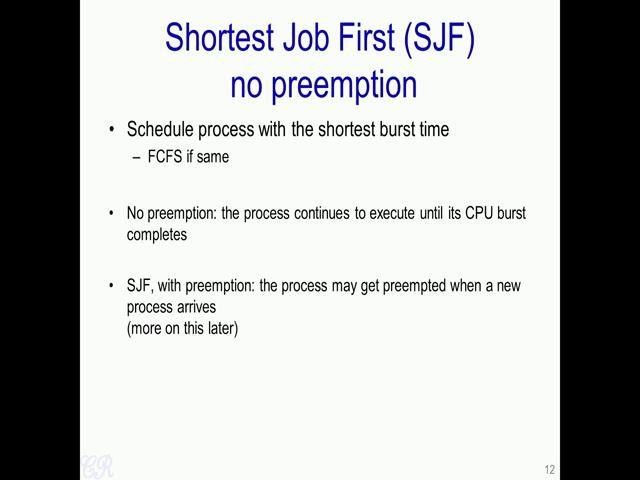 Shortest Job First (SJF)
no preemption
• Schedule process with the shortest burst time
– FCFS if same
• No preemption: the process continues to execute until its CPU burst
completes
• SJF, with preemption: the process may get preempted when a new
process arrives
(more on this later)
CR
12